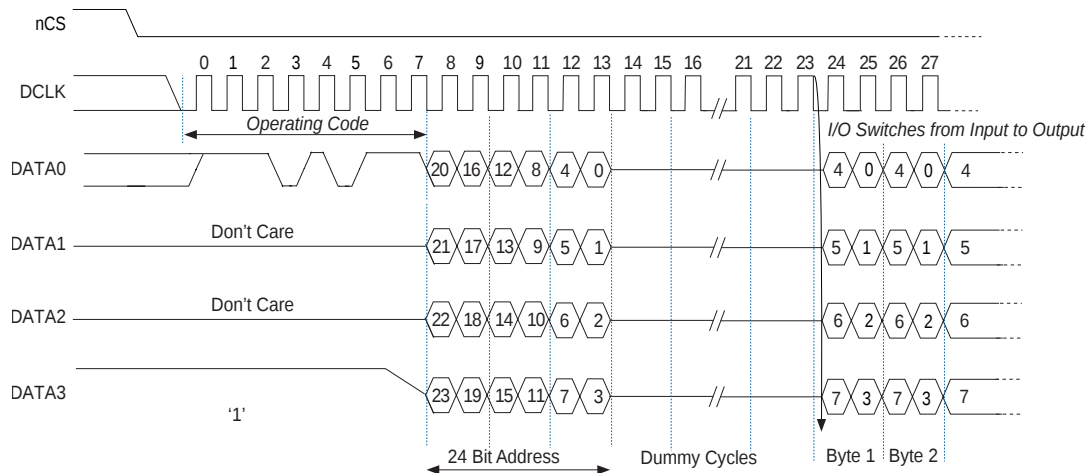 nCS
0 1 2 3 4 5 6 7 8 9 10 11 12 13 14 15 16 21 22 23 24 25 26 27
DCLK
Operating Code
I/O Switches from Input to Output
DATA0 20 16 12 8 4 0 4 0 4 0 4
DATA1 Don't Care 21 17 13 9 5 1 5 1 5 1 5
DATA2 Don't Care 22 18 14 10 6 2 6 2 6 2 6
DATA3 23 19 15 11 7 3 7 3 7 3 7
‘1’
24 Bit Address Dummy Cycles Byte 1 Byte 2